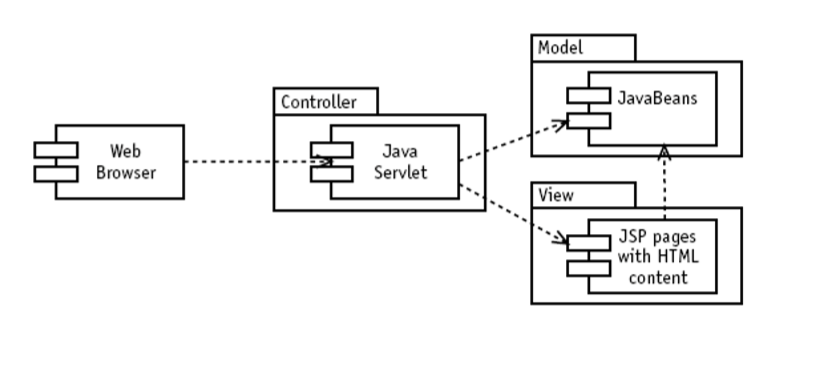 Model
JavaBeans
Controller
Web
Browser
Java
Servlet
View
JSP pages
with HTML
content